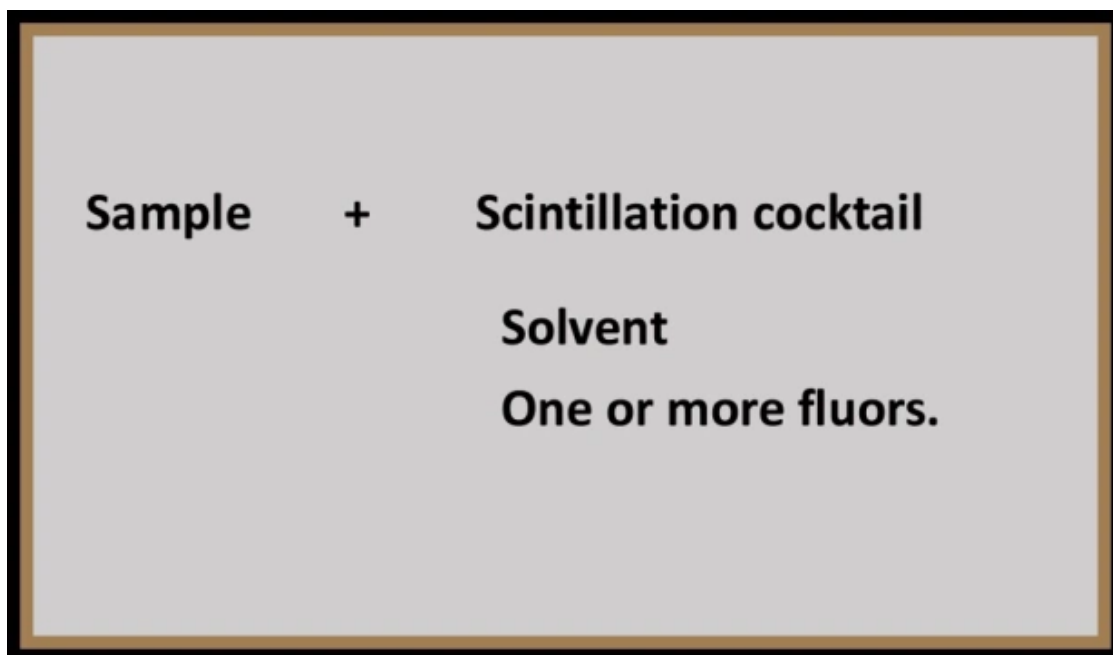 Sample + Scintillation cocktail
Solvent
One or more fluors.